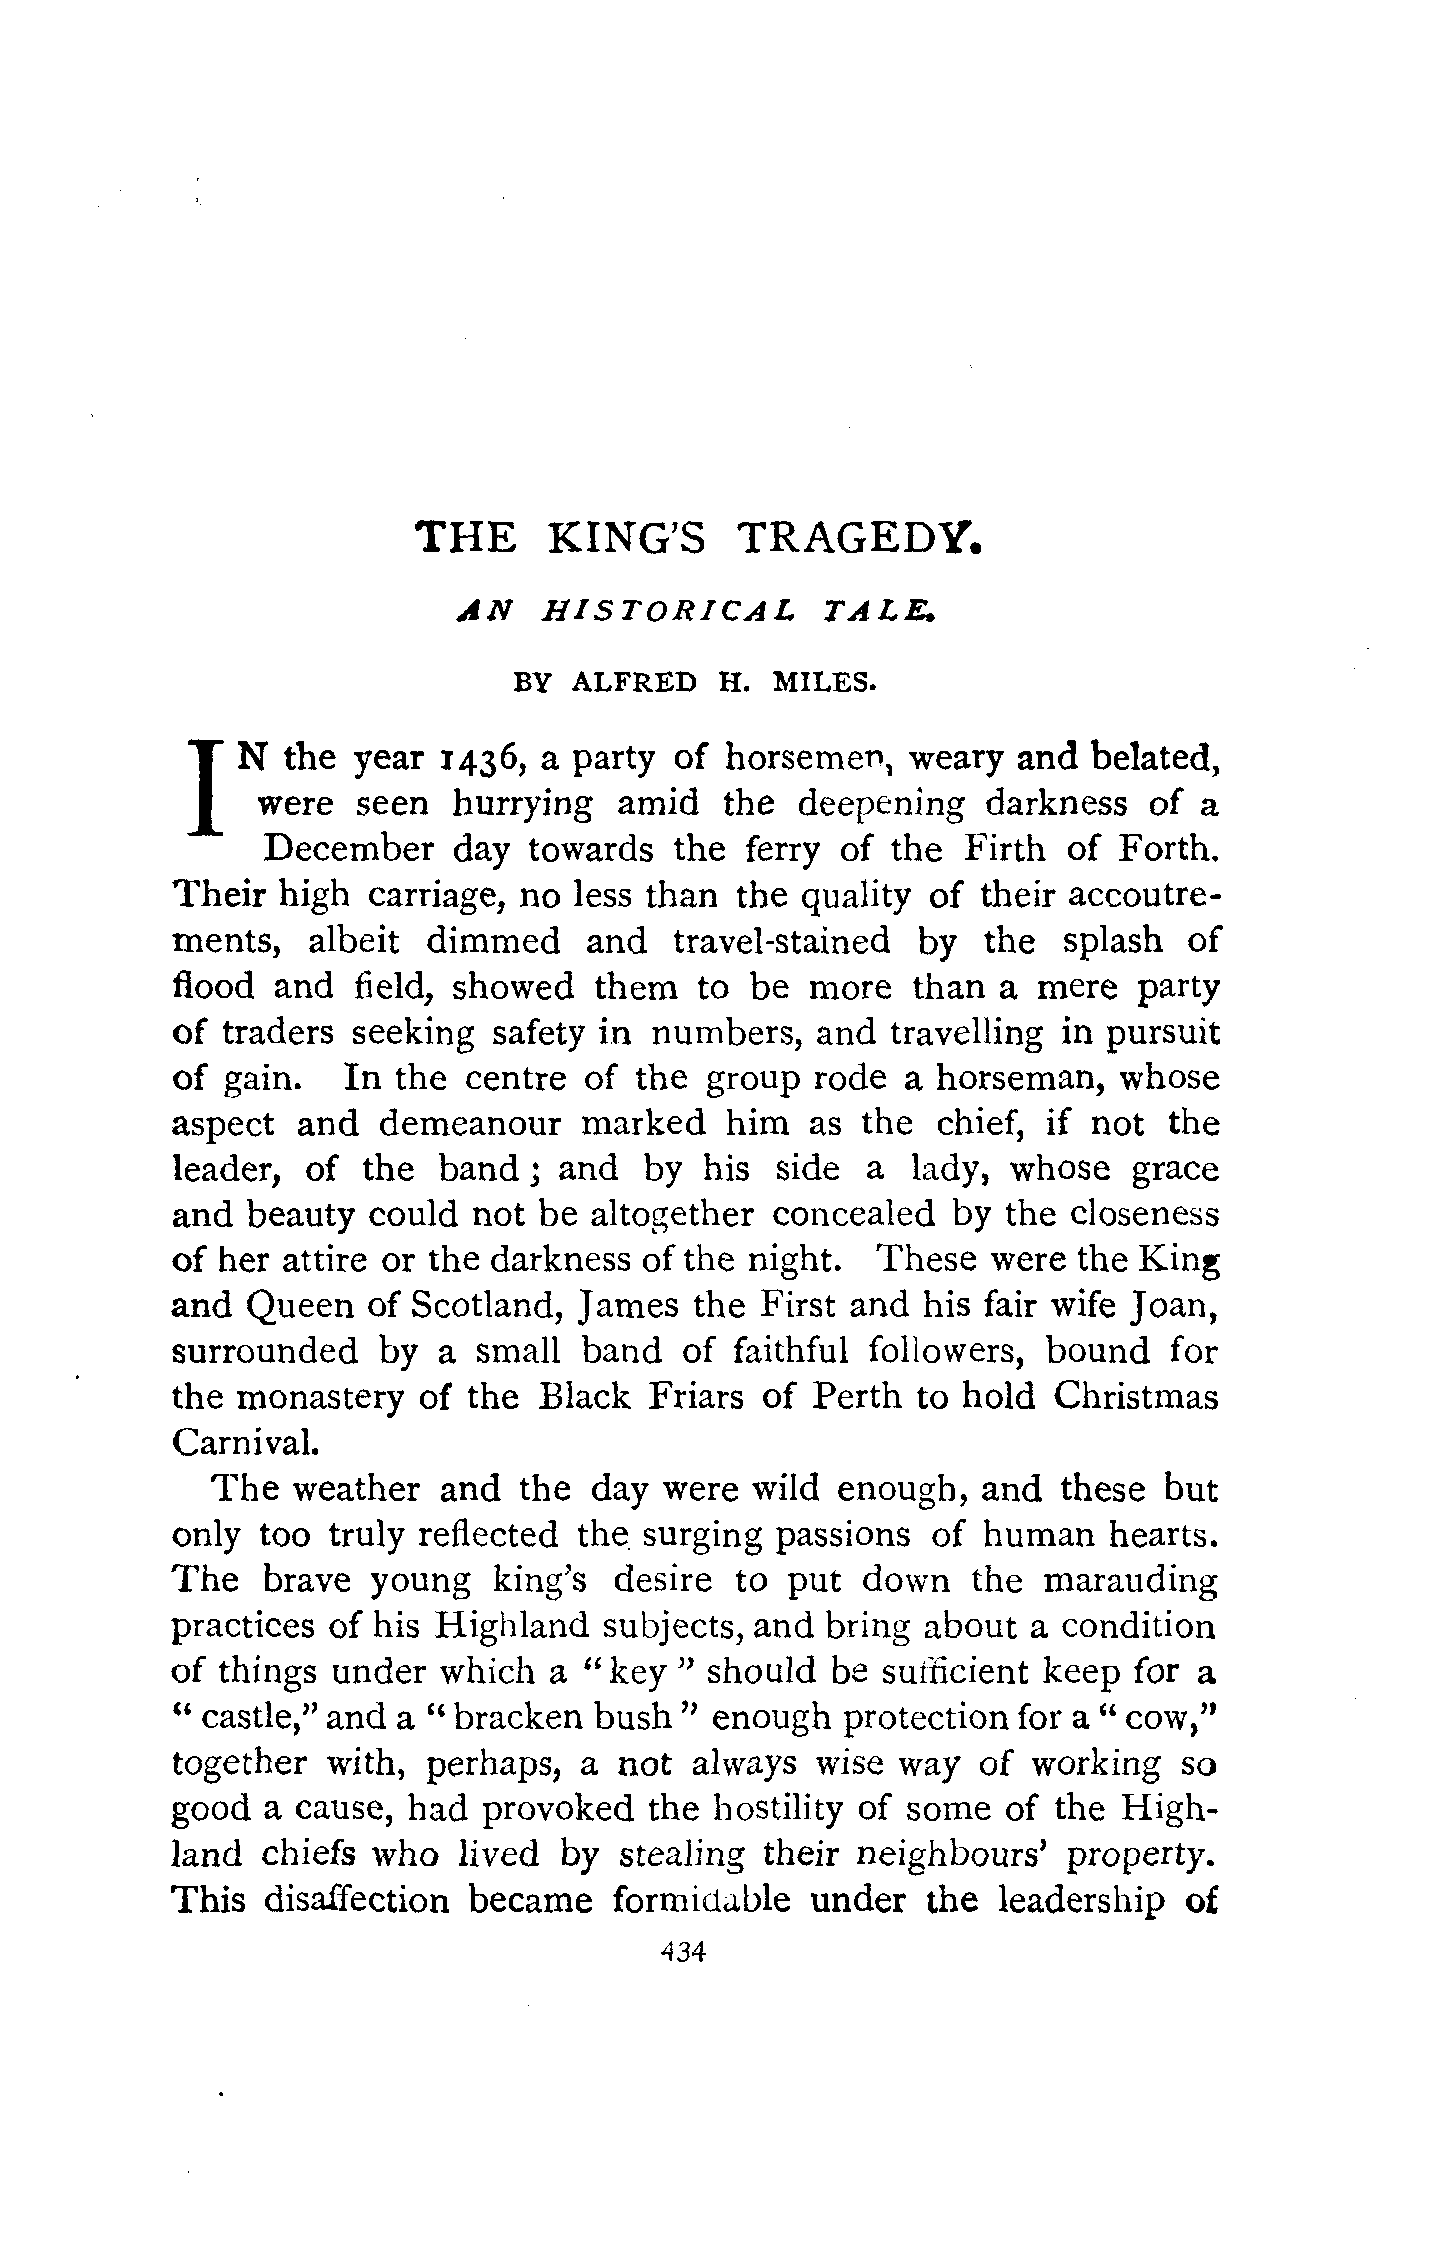 THE KING'S TRAGEDY.
AN HISTORICAL TALE.
BY ALFRED H. MILES.
IN the year 1436, a party of horsemen, weary and belated,
were seen hurrying amid the deepening darkness of a
December day towards the ferry of the Firth of Forth.
Their high carriage, no less than the quality of their accoutre-
ments, albeit dimmed and travel-stained by the splash of
flood and field, showed them to be more than a mere party
of traders seeking safety in numbers, and travelling in pursuit
of gain. In the centre of the group rode a horseman, whose
aspect and demeanour marked him as the chief, if not the
leader, of the band; and by his side a lady, whose grace
and beauty could not be altogether concealed by the closeness
of her attire or the darkness of the night. These were the King
and Queen of Scotland, James the First and his fair wife Joan,
surrounded by a small band of faithful followers, bound for
the monastery of the Black Friars of Perth to hold Christmas
Carnival.
The weather and the day were wild enough, and these but
only too truly reflected the surging passions of human hearts.
The brave young king's desire to put down the marauding
practices of his Highland subjects, and bring about a condition
of things under which a "key" should be sufficient keep for a
"castle," and a "bracken bush" enough protection for a "cow,"
together with, perhaps, a not always wise way of working so
good a cause, had provoked the hostility of some of the High-
land chiefs who lived by stealing their neighbours' property.
This disaffection became formidable under the leadership of
434